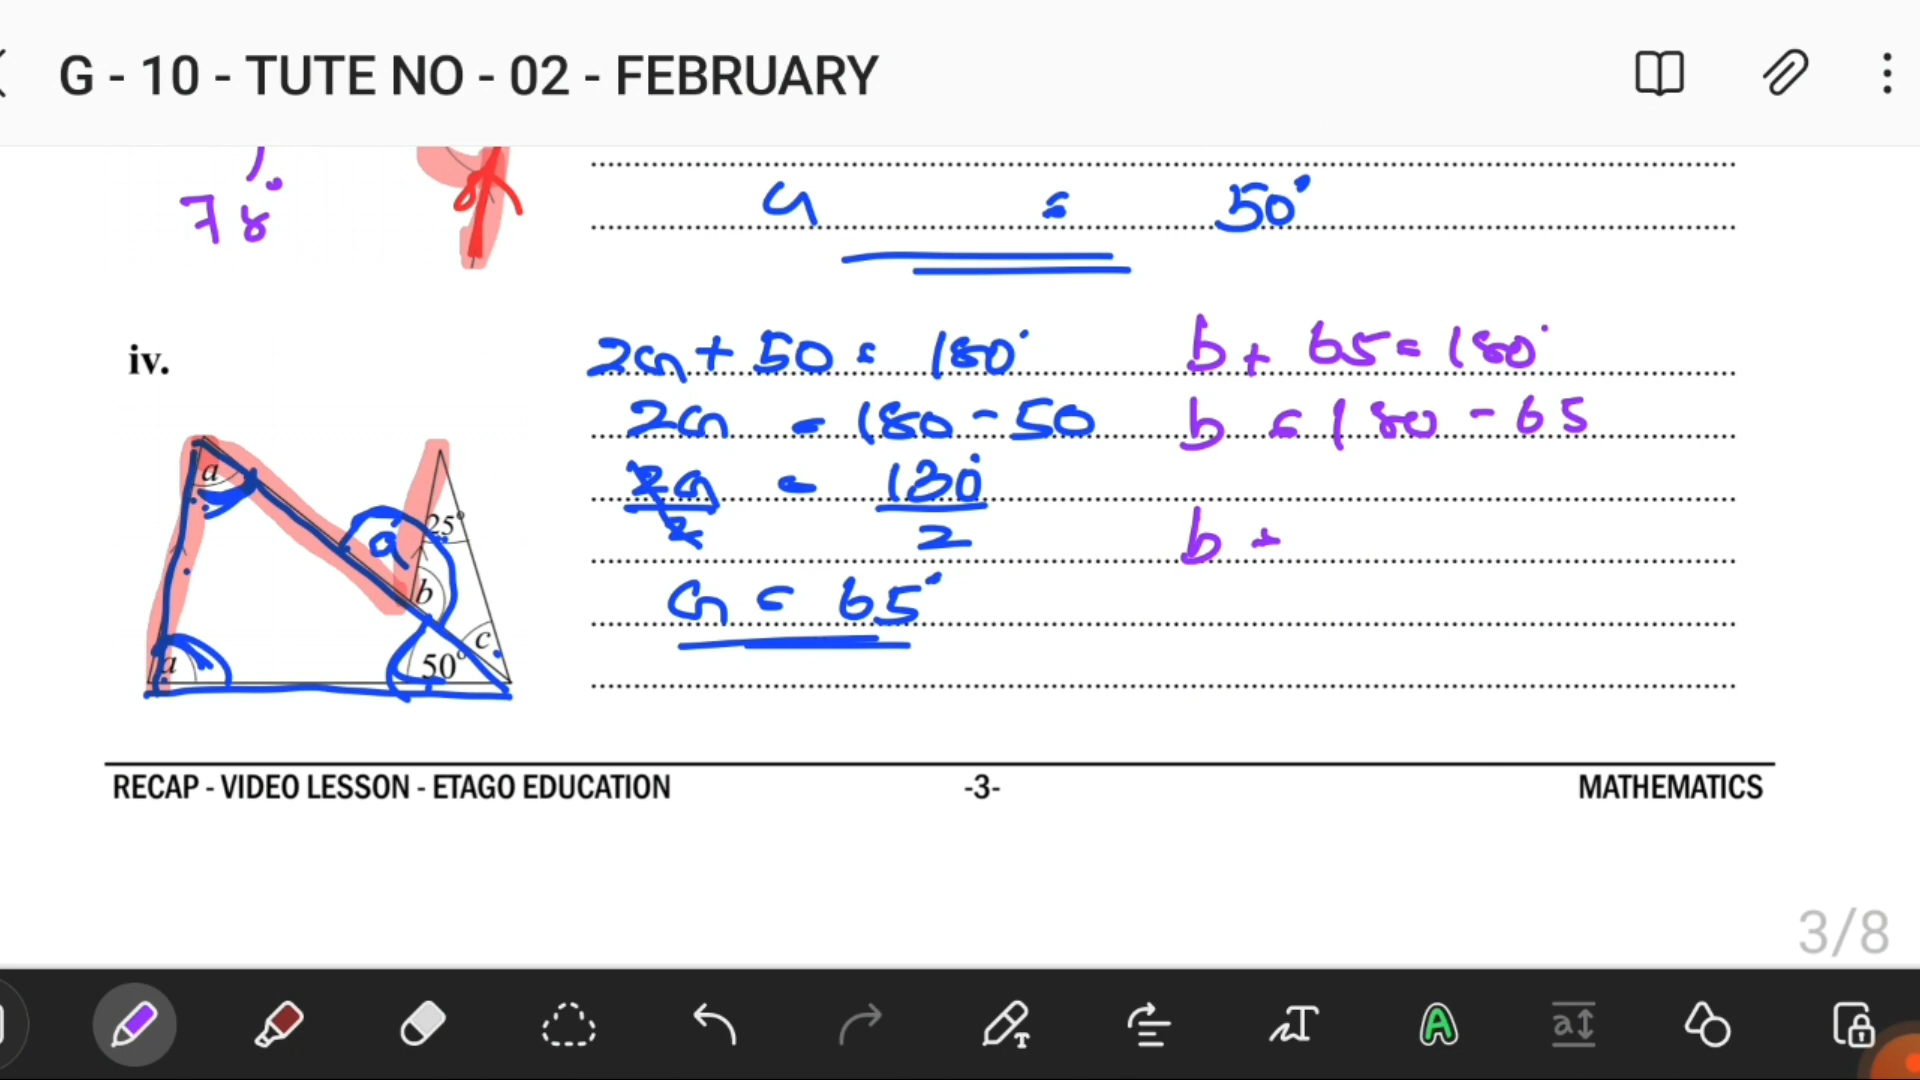 G - 10 - TUTE NO - 02 - FEBRUARY
78°
a = 50°
iv.
2a + 50 = 180°
2a = 180 - 50
2a/2 = 130°/2
a = 65°
b + 65 = 180°
b = 180 - 65
b =
a
a
25°
b
c
50°
a
RECAP - VIDEO LESSON - ETAGO EDUCATION
-3-
MATHEMATICS
3/8
T
T
A
a